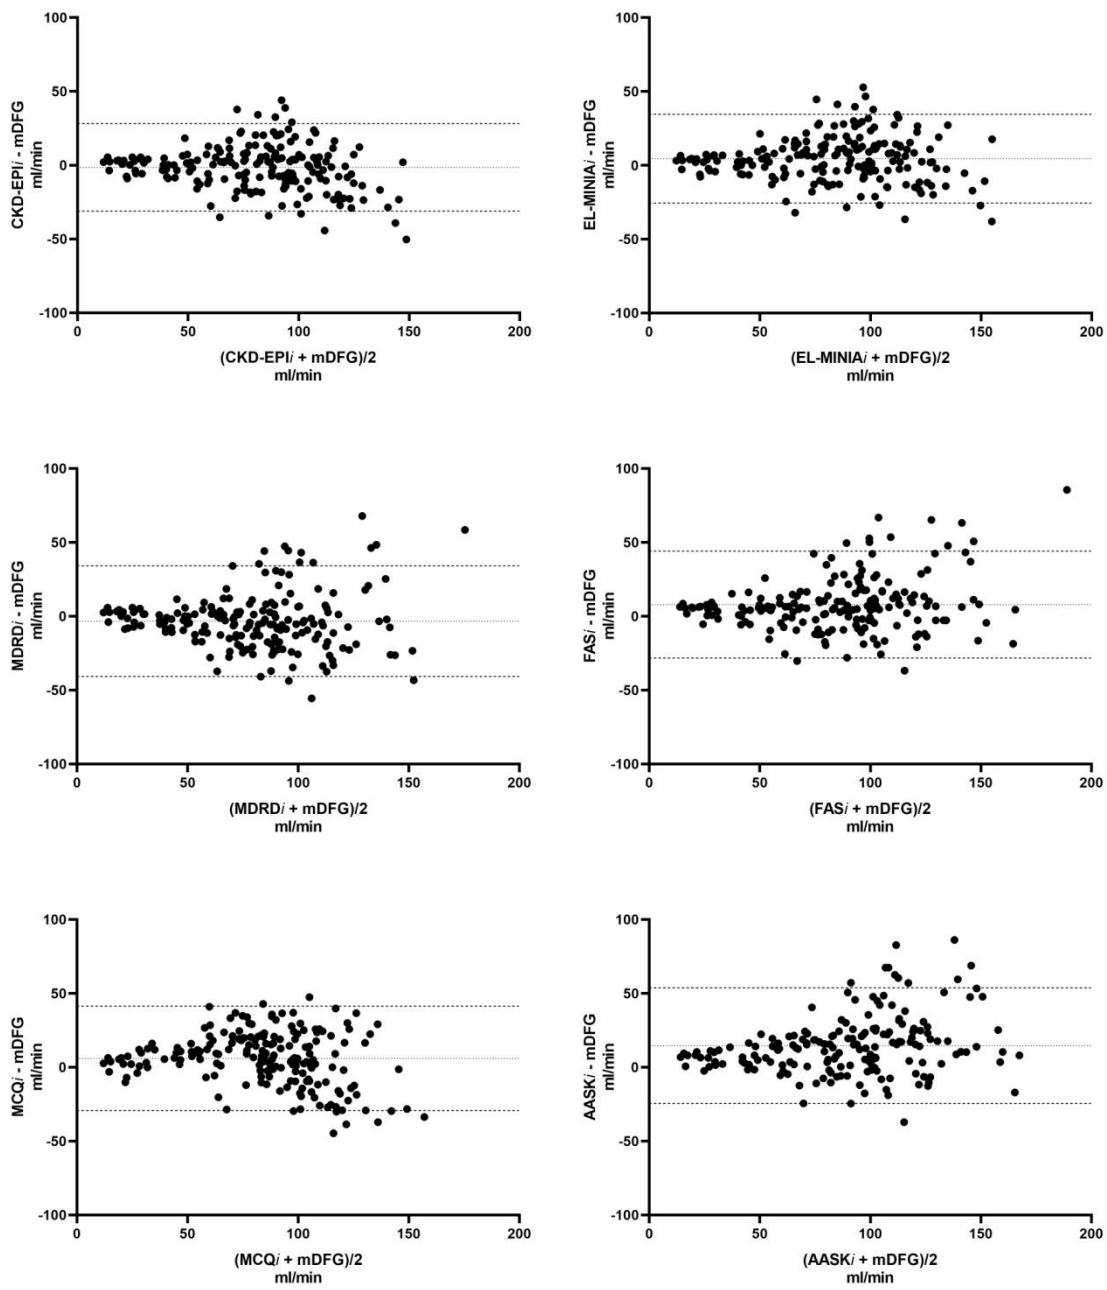 100
50
0
-50
-100
CKD-EPIi - mDFG
ml/min
0 50 100 150 200
(CKD-EPIi + mDFG)/2
ml/min
100
50
0
-50
-100
EL-MINIAi - mDFG
ml/min
0 50 100 150 200
(EL-MINIAi + mDFG)/2
ml/min
100
50
0
-50
-100
MDRDi - mDFG
ml/min
0 50 100 150 200
(MDRDi + mDFG)/2
ml/min
100
50
0
-50
-100
FASi - mDFG
ml/min
0 50 100 150 200
(FASi + mDFG)/2
ml/min
100
50
0
-50
-100
MCQi - mDFG
ml/min
0 50 100 150 200
(MCQi + mDFG)/2
ml/min
100
50
0
-50
-100
AASKi - mDFG
ml/min
0 50 100 150 200
(AASKi + mDFG)/2
ml/min